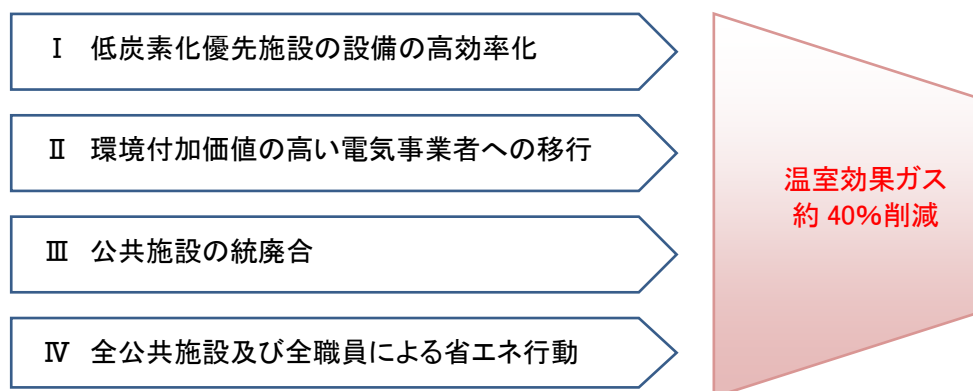 Ⅰ 低炭素化優先施設の設備の高効率化
Ⅱ 環境付加価値の高い電気事業者への移行
Ⅲ 公共施設の統廃合
Ⅳ 全公共施設及び全職員による省エネ行動
温室効果ガス
約 40%削減